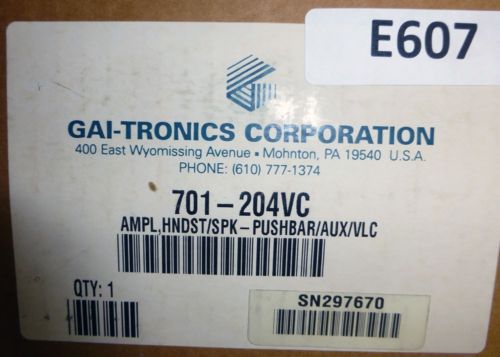 E607
GAI-TRONICS CORPORATION
400 East Wyomissing Avenue • Mohnton, PA 19540 U.S.A.
PHONE: (610) 777-1374
701-204VC
AMPL,HNDST/SPK-PUSHBAR/AUX/VLC
QTY: 1
SN297670